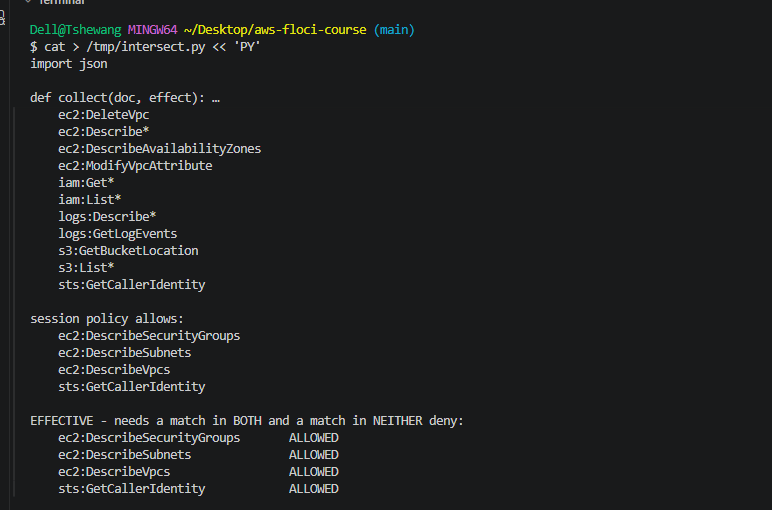 Terminal
Dell@Tshewang MINGW64 ~/Desktop/aws-floci-course (main)
$ cat > /tmp/intersect.py << 'PY'
import json
def collect(doc, effect): …
ec2:DeleteVpc
ec2:Describe*
ec2:DescribeAvailabilityZones
ec2:ModifyVpcAttribute
iam:Get*
iam:List*
logs:Describe*
logs:GetLogEvents
s3:GetBucketLocation
s3:List*
sts:GetCallerIdentity
session policy allows:
ec2:DescribeSecurityGroups
ec2:DescribeSubnets
ec2:DescribeVpcs
sts:GetCallerIdentity
EFFECTIVE - needs a match in BOTH and a match in NEITHER deny:
ec2:DescribeSecurityGroups ALLOWED
ec2:DescribeSubnets ALLOWED
ec2:DescribeVpcs ALLOWED
sts:GetCallerIdentity ALLOWED